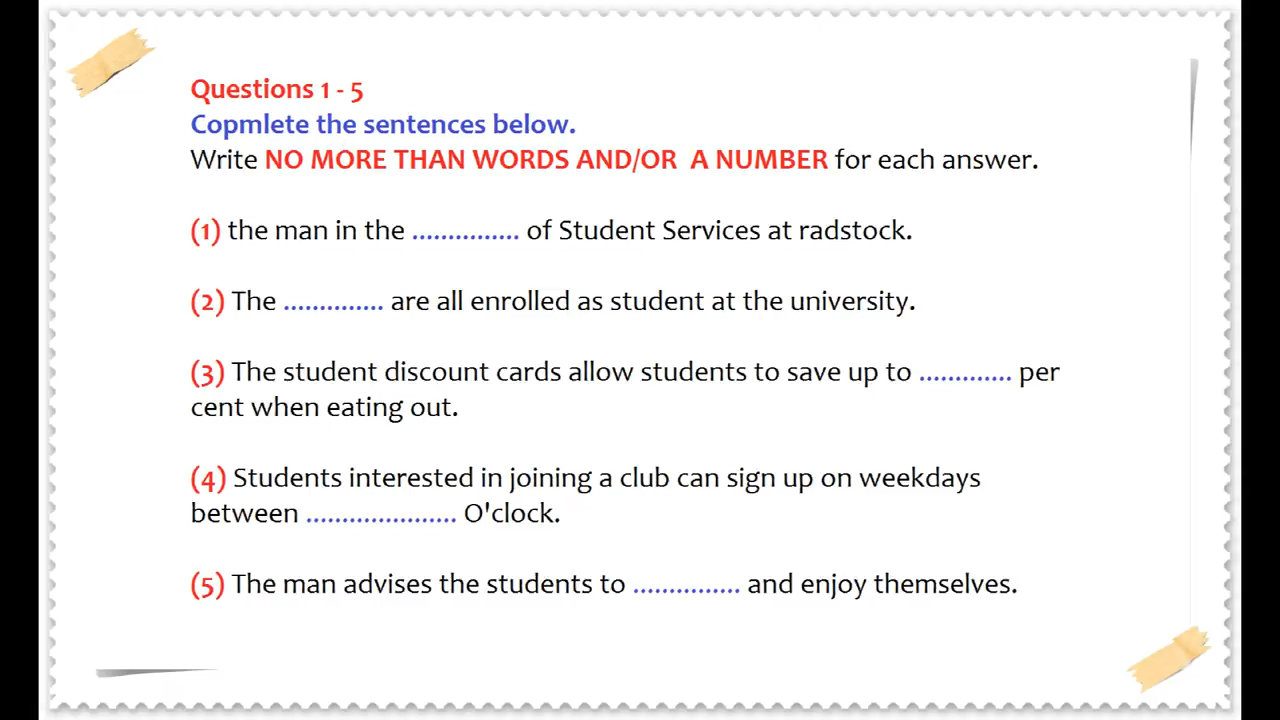 Questions 1 - 5
Copmlete the sentences below.
Write NO MORE THAN WORDS AND/OR A NUMBER for each answer.
(1) the man in the ............... of Student Services at radstock.
(2) The .............. are all enrolled as student at the university.
(3) The student discount cards allow students to save up to ............. per
cent when eating out.
(4) Students interested in joining a club can sign up on weekdays
between ..................... O'clock.
(5) The man advises the students to ............... and enjoy themselves.